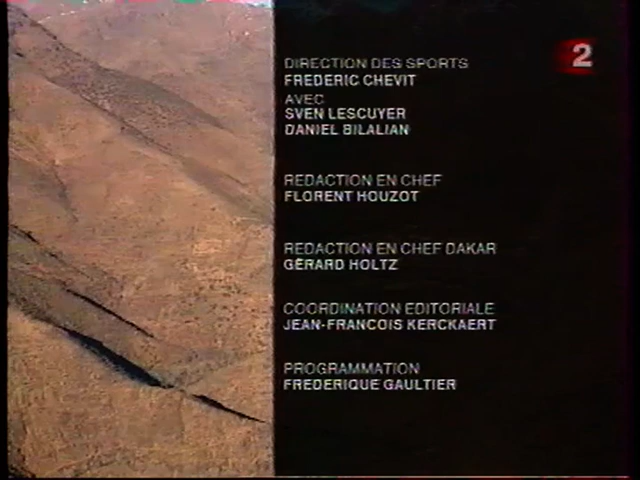 2
DIRECTION DES SPORTS
FREDERIC CHEVIT
AVEC
SVEN LESCUYER
DANIEL BILALIAN
REDACTION EN CHEF
FLORENT HOUZOT
REDACTION EN CHEF DAKAR
GÉRARD HOLTZ
COORDINATION EDITORIALE
JEAN-FRANCOIS KERCKAERT
PROGRAMMATION
FREDERIQUE GAULTIER